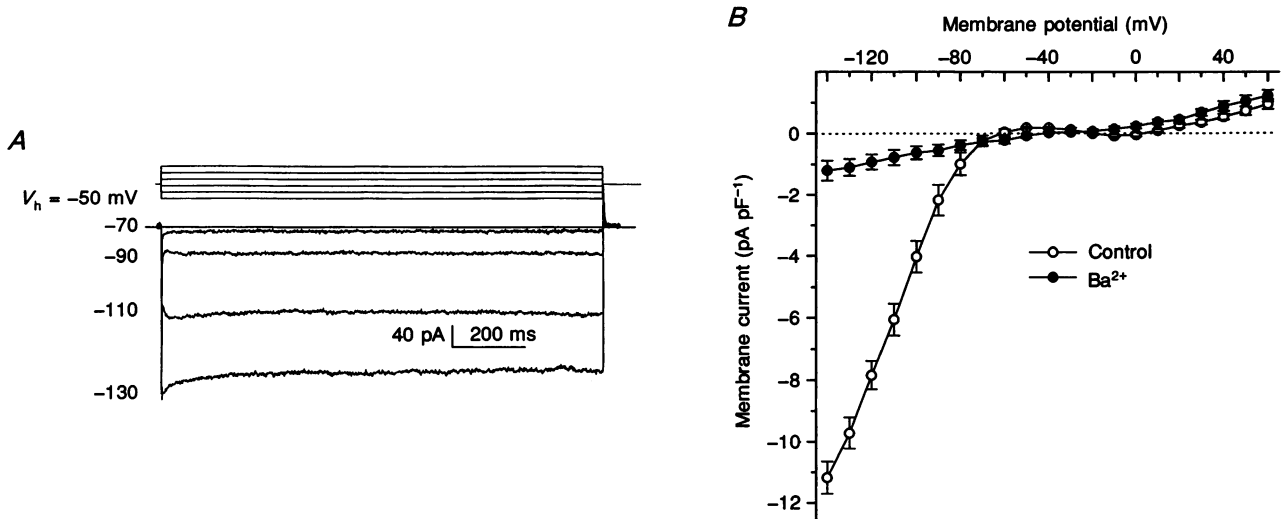 A
Vh = −50 mV
−70
−90
−110
−130
40 pA 200 ms
B
Membrane potential (mV)
−120 −80 −40 0 40
Membrane current (pA pF−1)
0
−2
−4
−6
−8
−10
−12
Control
Ba2+